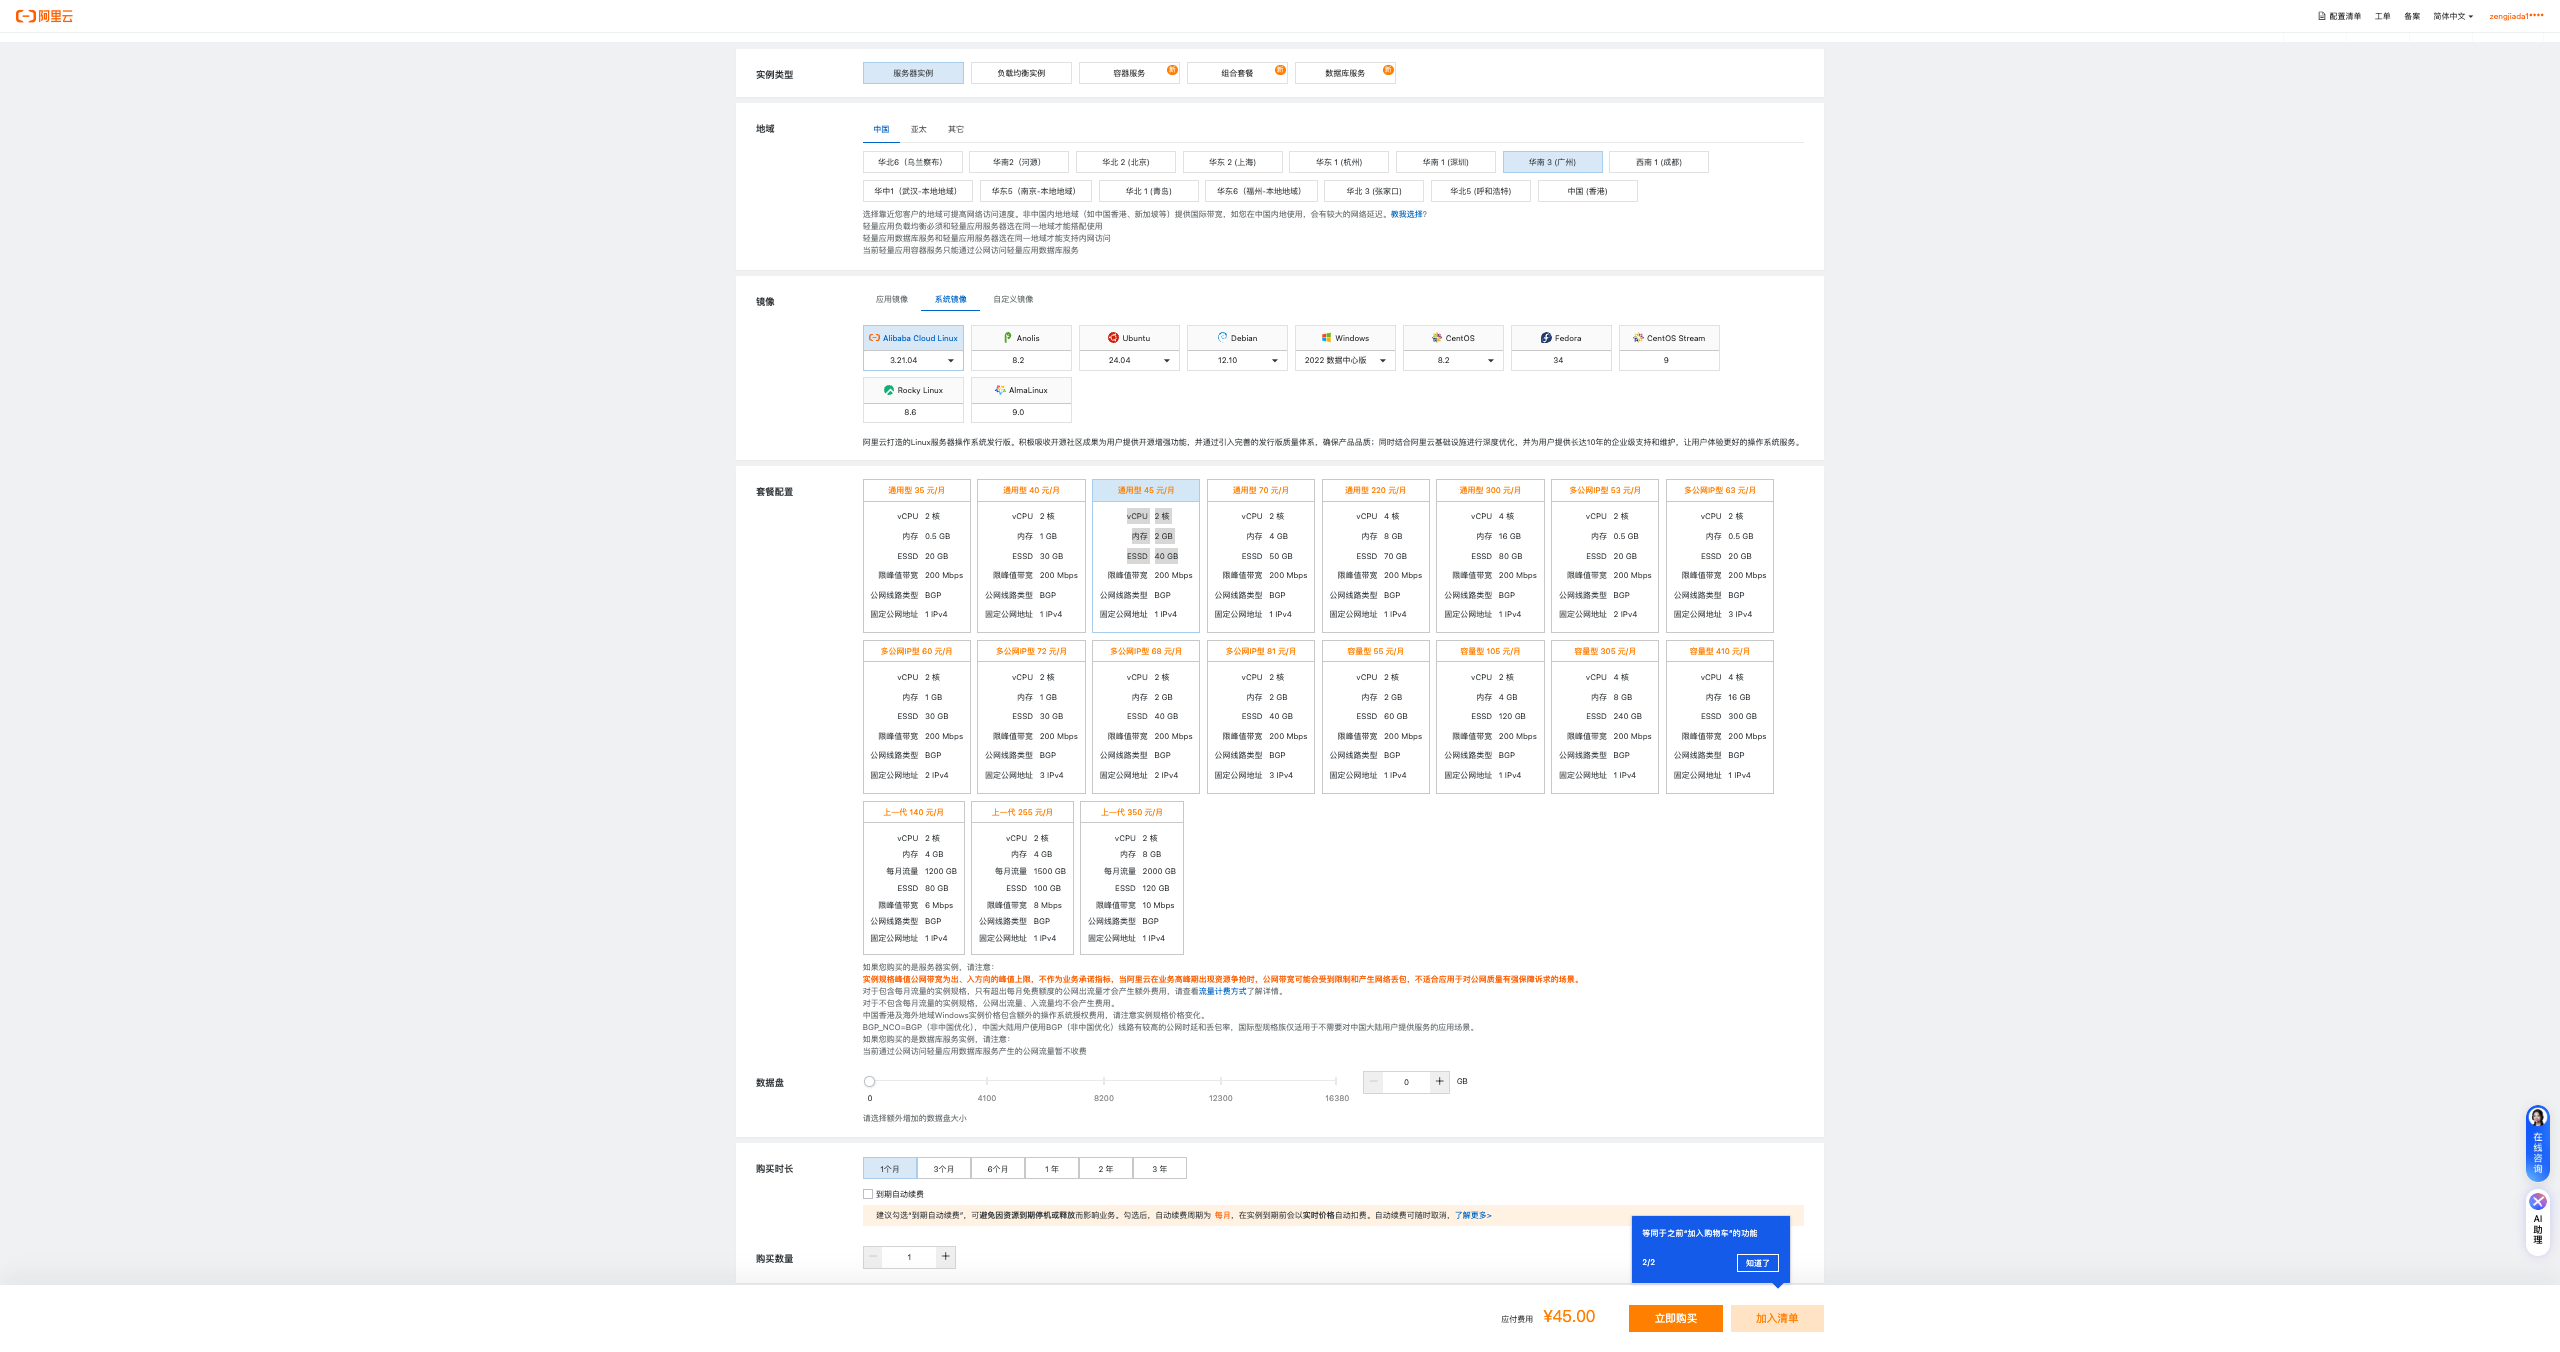 阿里云
配置清单 工单 备案 简体中文 zengjiada1****
实例类型 服务器实例 负载均衡实例 容器服务 新 组合套餐 新 数据库服务 新
地域 中国 亚太 其它
华北6（乌兰察布） 华南2（河源） 华北 2 (北京) 华东 2 (上海) 华东 1 (杭州) 华南 1 (深圳) 华南 3 (广州) 西南 1 (成都)
华中1（武汉-本地地域） 华东5（南京-本地地域） 华北 1 (青岛) 华东6（福州-本地地域） 华北 3 (张家口) 华北5 (呼和浩特) 中国 (香港)
选择靠近您客户的地域可提高网络访问速度。非中国内地地域（如中国香港、新加坡等）提供国际带宽，如您在中国内地使用，会有较大的网络延迟。教我选择?
轻量应用负载均衡必须和轻量应用服务器选在同一地域才能搭配使用
轻量应用数据库服务和轻量应用服务器选在同一地域才能支持内网访问
当前轻量应用容器服务只能通过公网访问轻量应用数据库服务
镜像 应用镜像 系统镜像 自定义镜像
Alibaba Cloud Linux Anolis Ubuntu Debian Windows CentOS Fedora CentOS Stream
3.21.04 8.2 24.04 12.10 2022 数据中心版 8.2 34 9
Rocky Linux AlmaLinux
8.6 9.0
阿里云打造的Linux服务器操作系统发行版。积极吸收开源社区成果为用户提供开源增强功能，并通过引入完善的发行版质量体系，确保产品品质；同时结合阿里云基础设施进行深度优化，并为用户提供长达10年的企业级支持和维护，让用户体验更好的操作系统服务。
套餐配置 通用型 35 元/月 通用型 40 元/月 通用型 45 元/月 通用型 70 元/月 通用型 220 元/月 通用型 300 元/月 多公网IP型 53 元/月 多公网IP型 63 元/月
vCPU 2 核 vCPU 2 核 vCPU 2 核 vCPU 2 核 vCPU 4 核 vCPU 4 核 vCPU 2 核 vCPU 2 核
内存 0.5 GB 内存 1 GB 内存 2 GB 内存 4 GB 内存 8 GB 内存 16 GB 内存 0.5 GB 内存 0.5 GB
ESSD 20 GB ESSD 30 GB ESSD 40 GB ESSD 50 GB ESSD 70 GB ESSD 80 GB ESSD 20 GB ESSD 20 GB
限峰值带宽 200 Mbps 限峰值带宽 200 Mbps 限峰值带宽 200 Mbps 限峰值带宽 200 Mbps 限峰值带宽 200 Mbps 限峰值带宽 200 Mbps 限峰值带宽 200 Mbps 限峰值带宽 200 Mbps
公网线路类型 BGP 公网线路类型 BGP 公网线路类型 BGP 公网线路类型 BGP 公网线路类型 BGP 公网线路类型 BGP 公网线路类型 BGP 公网线路类型 BGP
固定公网地址 1 IPv4 固定公网地址 1 IPv4 固定公网地址 1 IPv4 固定公网地址 1 IPv4 固定公网地址 1 IPv4 固定公网地址 1 IPv4 固定公网地址 2 IPv4 固定公网地址 3 IPv4
多公网IP型 60 元/月 多公网IP型 72 元/月 多公网IP型 68 元/月 多公网IP型 81 元/月 容量型 55 元/月 容量型 105 元/月 容量型 305 元/月 容量型 410 元/月
vCPU 2 核 vCPU 2 核 vCPU 2 核 vCPU 2 核 vCPU 2 核 vCPU 2 核 vCPU 4 核 vCPU 4 核
内存 1 GB 内存 1 GB 内存 2 GB 内存 2 GB 内存 2 GB 内存 4 GB 内存 8 GB 内存 16 GB
ESSD 30 GB ESSD 30 GB ESSD 40 GB ESSD 40 GB ESSD 60 GB ESSD 120 GB ESSD 240 GB ESSD 300 GB
限峰值带宽 200 Mbps 限峰值带宽 200 Mbps 限峰值带宽 200 Mbps 限峰值带宽 200 Mbps 限峰值带宽 200 Mbps 限峰值带宽 200 Mbps 限峰值带宽 200 Mbps 限峰值带宽 200 Mbps
公网线路类型 BGP 公网线路类型 BGP 公网线路类型 BGP 公网线路类型 BGP 公网线路类型 BGP 公网线路类型 BGP 公网线路类型 BGP 公网线路类型 BGP
固定公网地址 2 IPv4 固定公网地址 3 IPv4 固定公网地址 2 IPv4 固定公网地址 3 IPv4 固定公网地址 1 IPv4 固定公网地址 1 IPv4 固定公网地址 1 IPv4 固定公网地址 1 IPv4
上一代 140 元/月 上一代 255 元/月 上一代 350 元/月
vCPU 2 核 vCPU 2 核 vCPU 2 核
内存 4 GB 内存 4 GB 内存 8 GB
每月流量 1200 GB 每月流量 1500 GB 每月流量 2000 GB
ESSD 80 GB ESSD 100 GB ESSD 120 GB
限峰值带宽 6 Mbps 限峰值带宽 8 Mbps 限峰值带宽 10 Mbps
公网线路类型 BGP 公网线路类型 BGP 公网线路类型 BGP
固定公网地址 1 IPv4 固定公网地址 1 IPv4 固定公网地址 1 IPv4
如果您购买的是服务器实例，请注意：
实例规格峰值公网带宽为出、入方向的峰值上限，不作为业务承诺指标，当阿里云在业务高峰期出现资源争抢时，公网带宽可能会受到限制和产生网络丢包，不适合应用于对公网质量有强保障诉求的场景。
对于包含每月流量的实例规格，只有超出每月免费额度的公网出流量才会产生额外费用，请查看流量计费方式了解详情。
对于不包含每月流量的实例规格，公网出流量、入流量均不会产生费用。
中国香港及海外地域Windows实例价格包含额外的操作系统授权费用，请注意实例规格价格变化。
BGP_NCO=BGP（非中国优化），中国大陆用户使用BGP（非中国优化）线路有较高的公网时延和丢包率，国际型规格族仅适用于不需要对中国大陆用户提供服务的应用场景。
如果您购买的是数据库服务实例，请注意：
当前通过公网访问轻量应用数据库服务产生的公网流量暂不收费
数据盘 0 GB
0 4100 8200 12300 16380
请选择额外增加的数据盘大小
购买时长 1个月 3个月 6个月 1 年 2 年 3 年
到期自动续费
建议勾选“到期自动续费”，可避免因资源到期停机或释放而影响业务。勾选后，自动续费周期为 每月，在实例到期前会以实时价格自动扣费。自动续费可随时取消，了解更多>
购买数量 1
等同于之前“加入购物车”的功能
2/2 知道了
应付费用 ¥45.00 立即购买 加入清单
在线咨询
AI助理